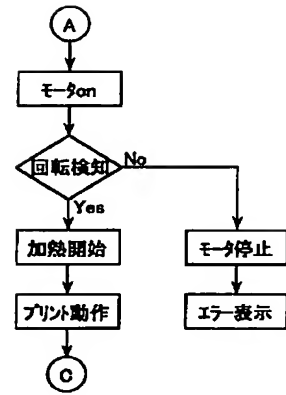 A
モータon
回転検知
No
Yes
加熱開始
モータ停止
プリント動作
エラー表示
C